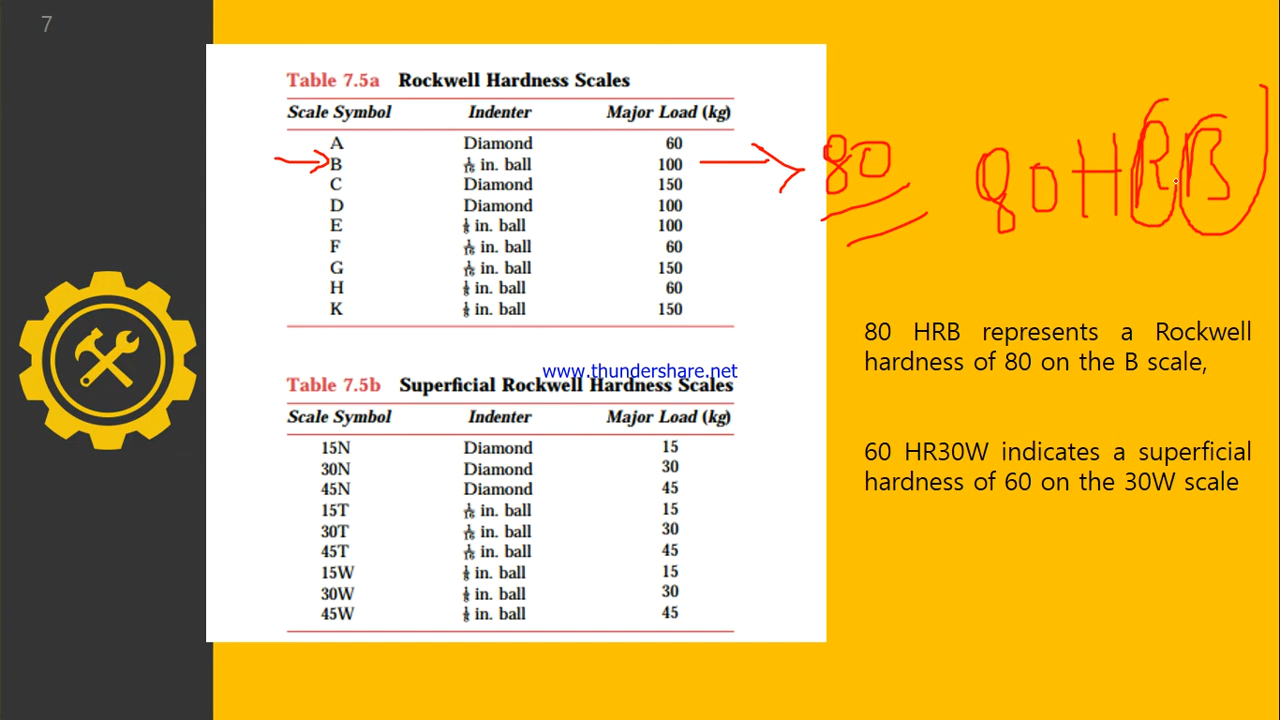 7
Table 7.5a Rockwell Hardness Scales
Scale Symbol Indenter Major Load (kg)
A Diamond 60
B 1/16 in. ball 100
C Diamond 150
D Diamond 100
E 1/8 in. ball 100
F 1/16 in. ball 60
G 1/16 in. ball 150
H 1/8 in. ball 60
K 1/8 in. ball 150
80 80HRB
www.thundershare.net
Table 7.5b Superficial Rockwell Hardness Scales
Scale Symbol Indenter Major Load (kg)
15N Diamond 15
30N Diamond 30
45N Diamond 45
15T 1/16 in. ball 15
30T 1/16 in. ball 30
45T 1/16 in. ball 45
15W 1/8 in. ball 15
30W 1/8 in. ball 30
45W 1/8 in. ball 45
80 HRB represents a Rockwell
hardness of 80 on the B scale,
60 HR30W indicates a superficial
hardness of 60 on the 30W scale